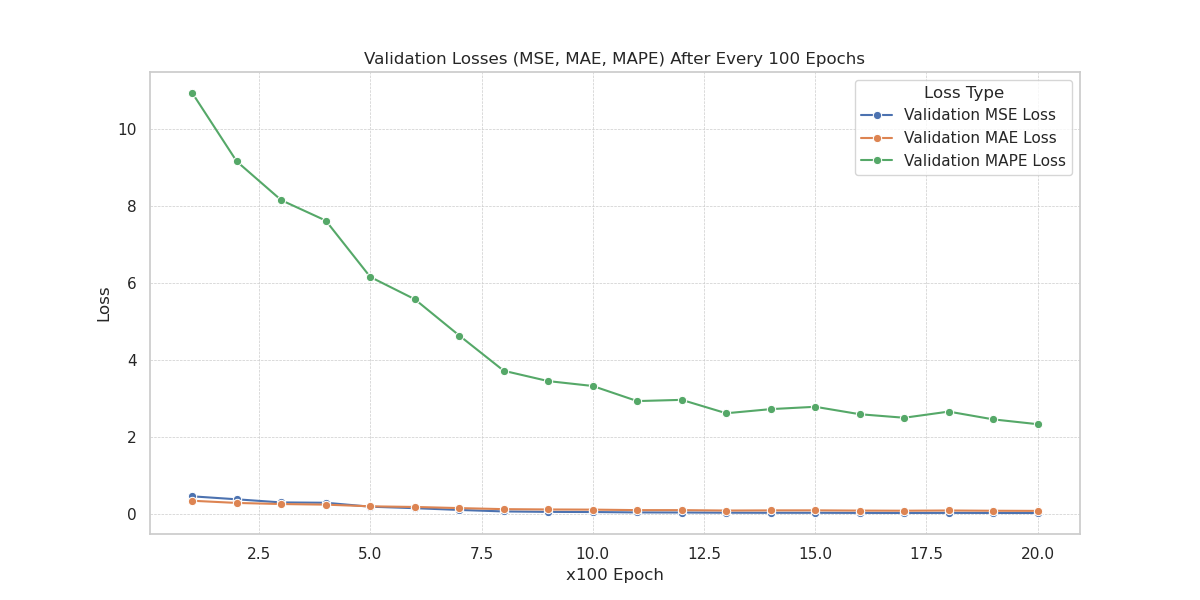 Validation Losses (MSE, MAE, MAPE) After Every 100 Epochs
Loss Type
Validation MSE Loss
Validation MAE Loss
Validation MAPE Loss
Loss
10
8
6
4
2
0
2.5 5.0 7.5 10.0 12.5 15.0 17.5 20.0
x100 Epoch